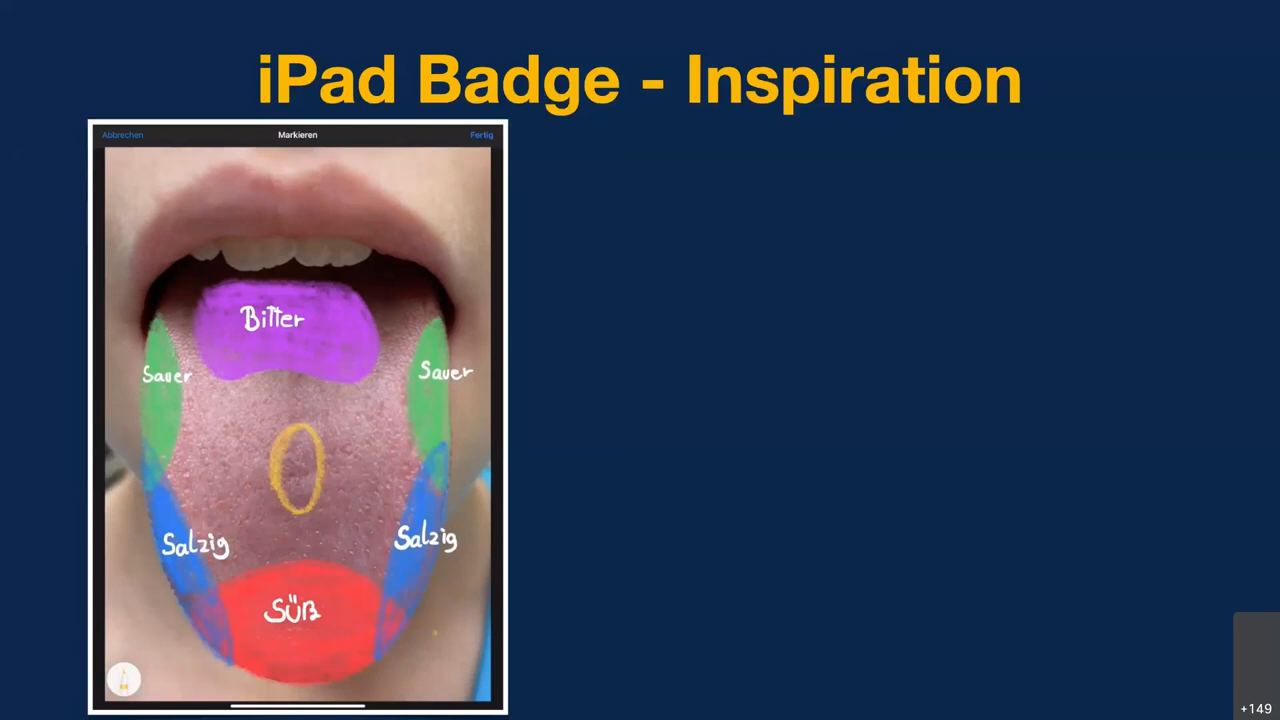 iPad Badge - Inspiration
Abbrechen Markieren Fertig
Bitter
Sauer Sauer
Salzig Salzig
Süß
+149